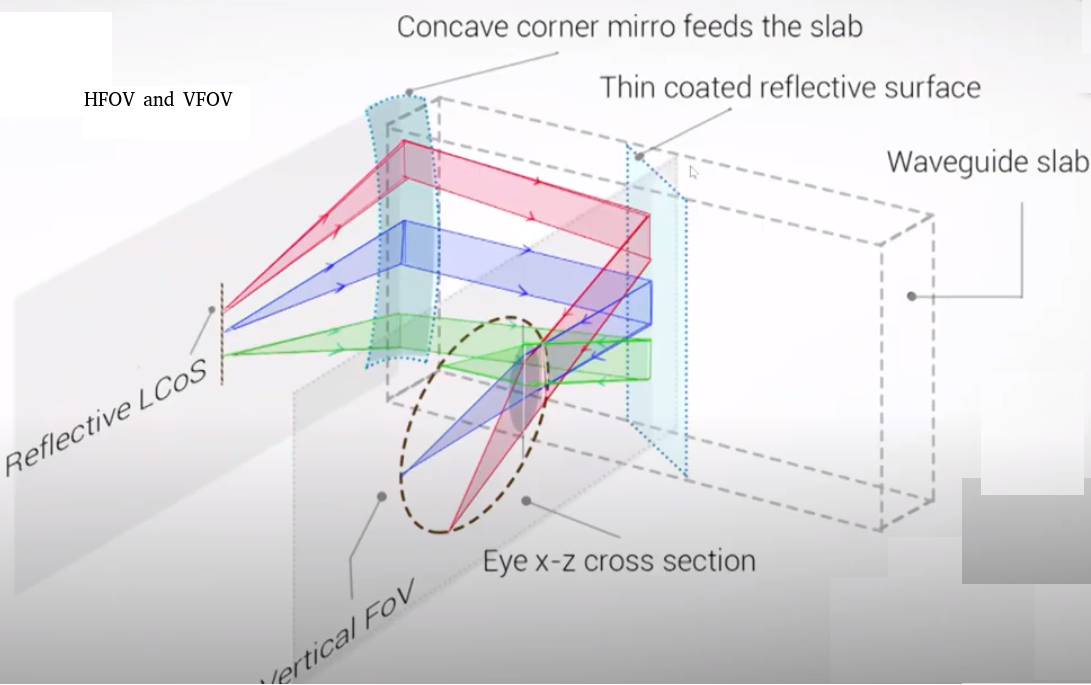 Concave corner mirro feeds the slab
Thin coated reflective surface
HFOV and VFOV
Waveguide slab
Reflective LCoS
Eye x-z cross section
Vertical FoV